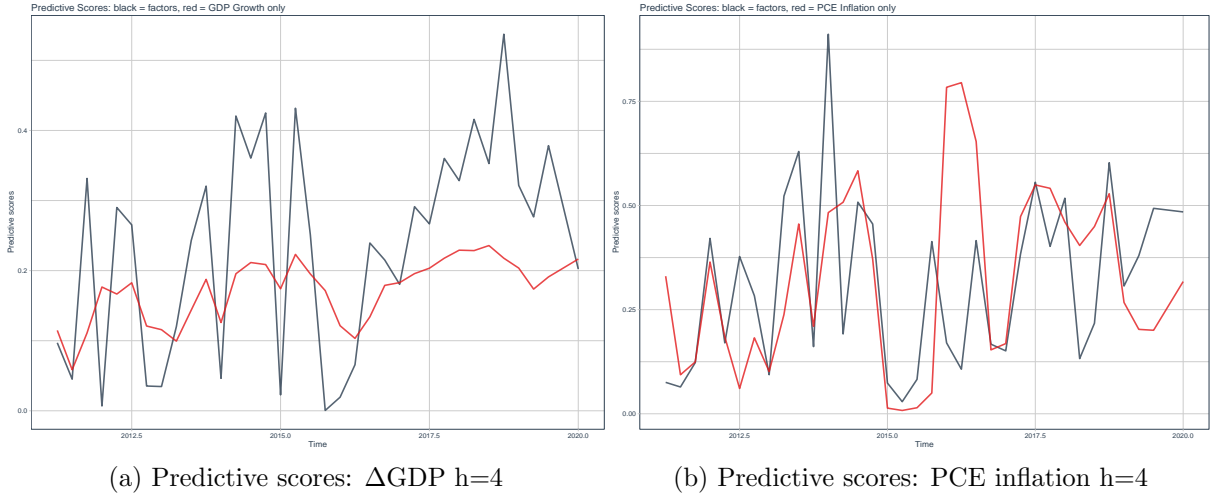 Predictive Scores: black = factors, red = GDP Growth only
Predictive scores
0.4
0.2
0.0
2012.5
2015.0
2017.5
2020.0
Time
(a) Predictive scores: ΔGDP h=4
Predictive Scores: black = factors, red = PCE Inflation only
Predictive scores
0.75
0.50
0.25
0.00
2012.5
2015.0
2017.5
2020.0
Time
(b) Predictive scores: PCE inflation h=4